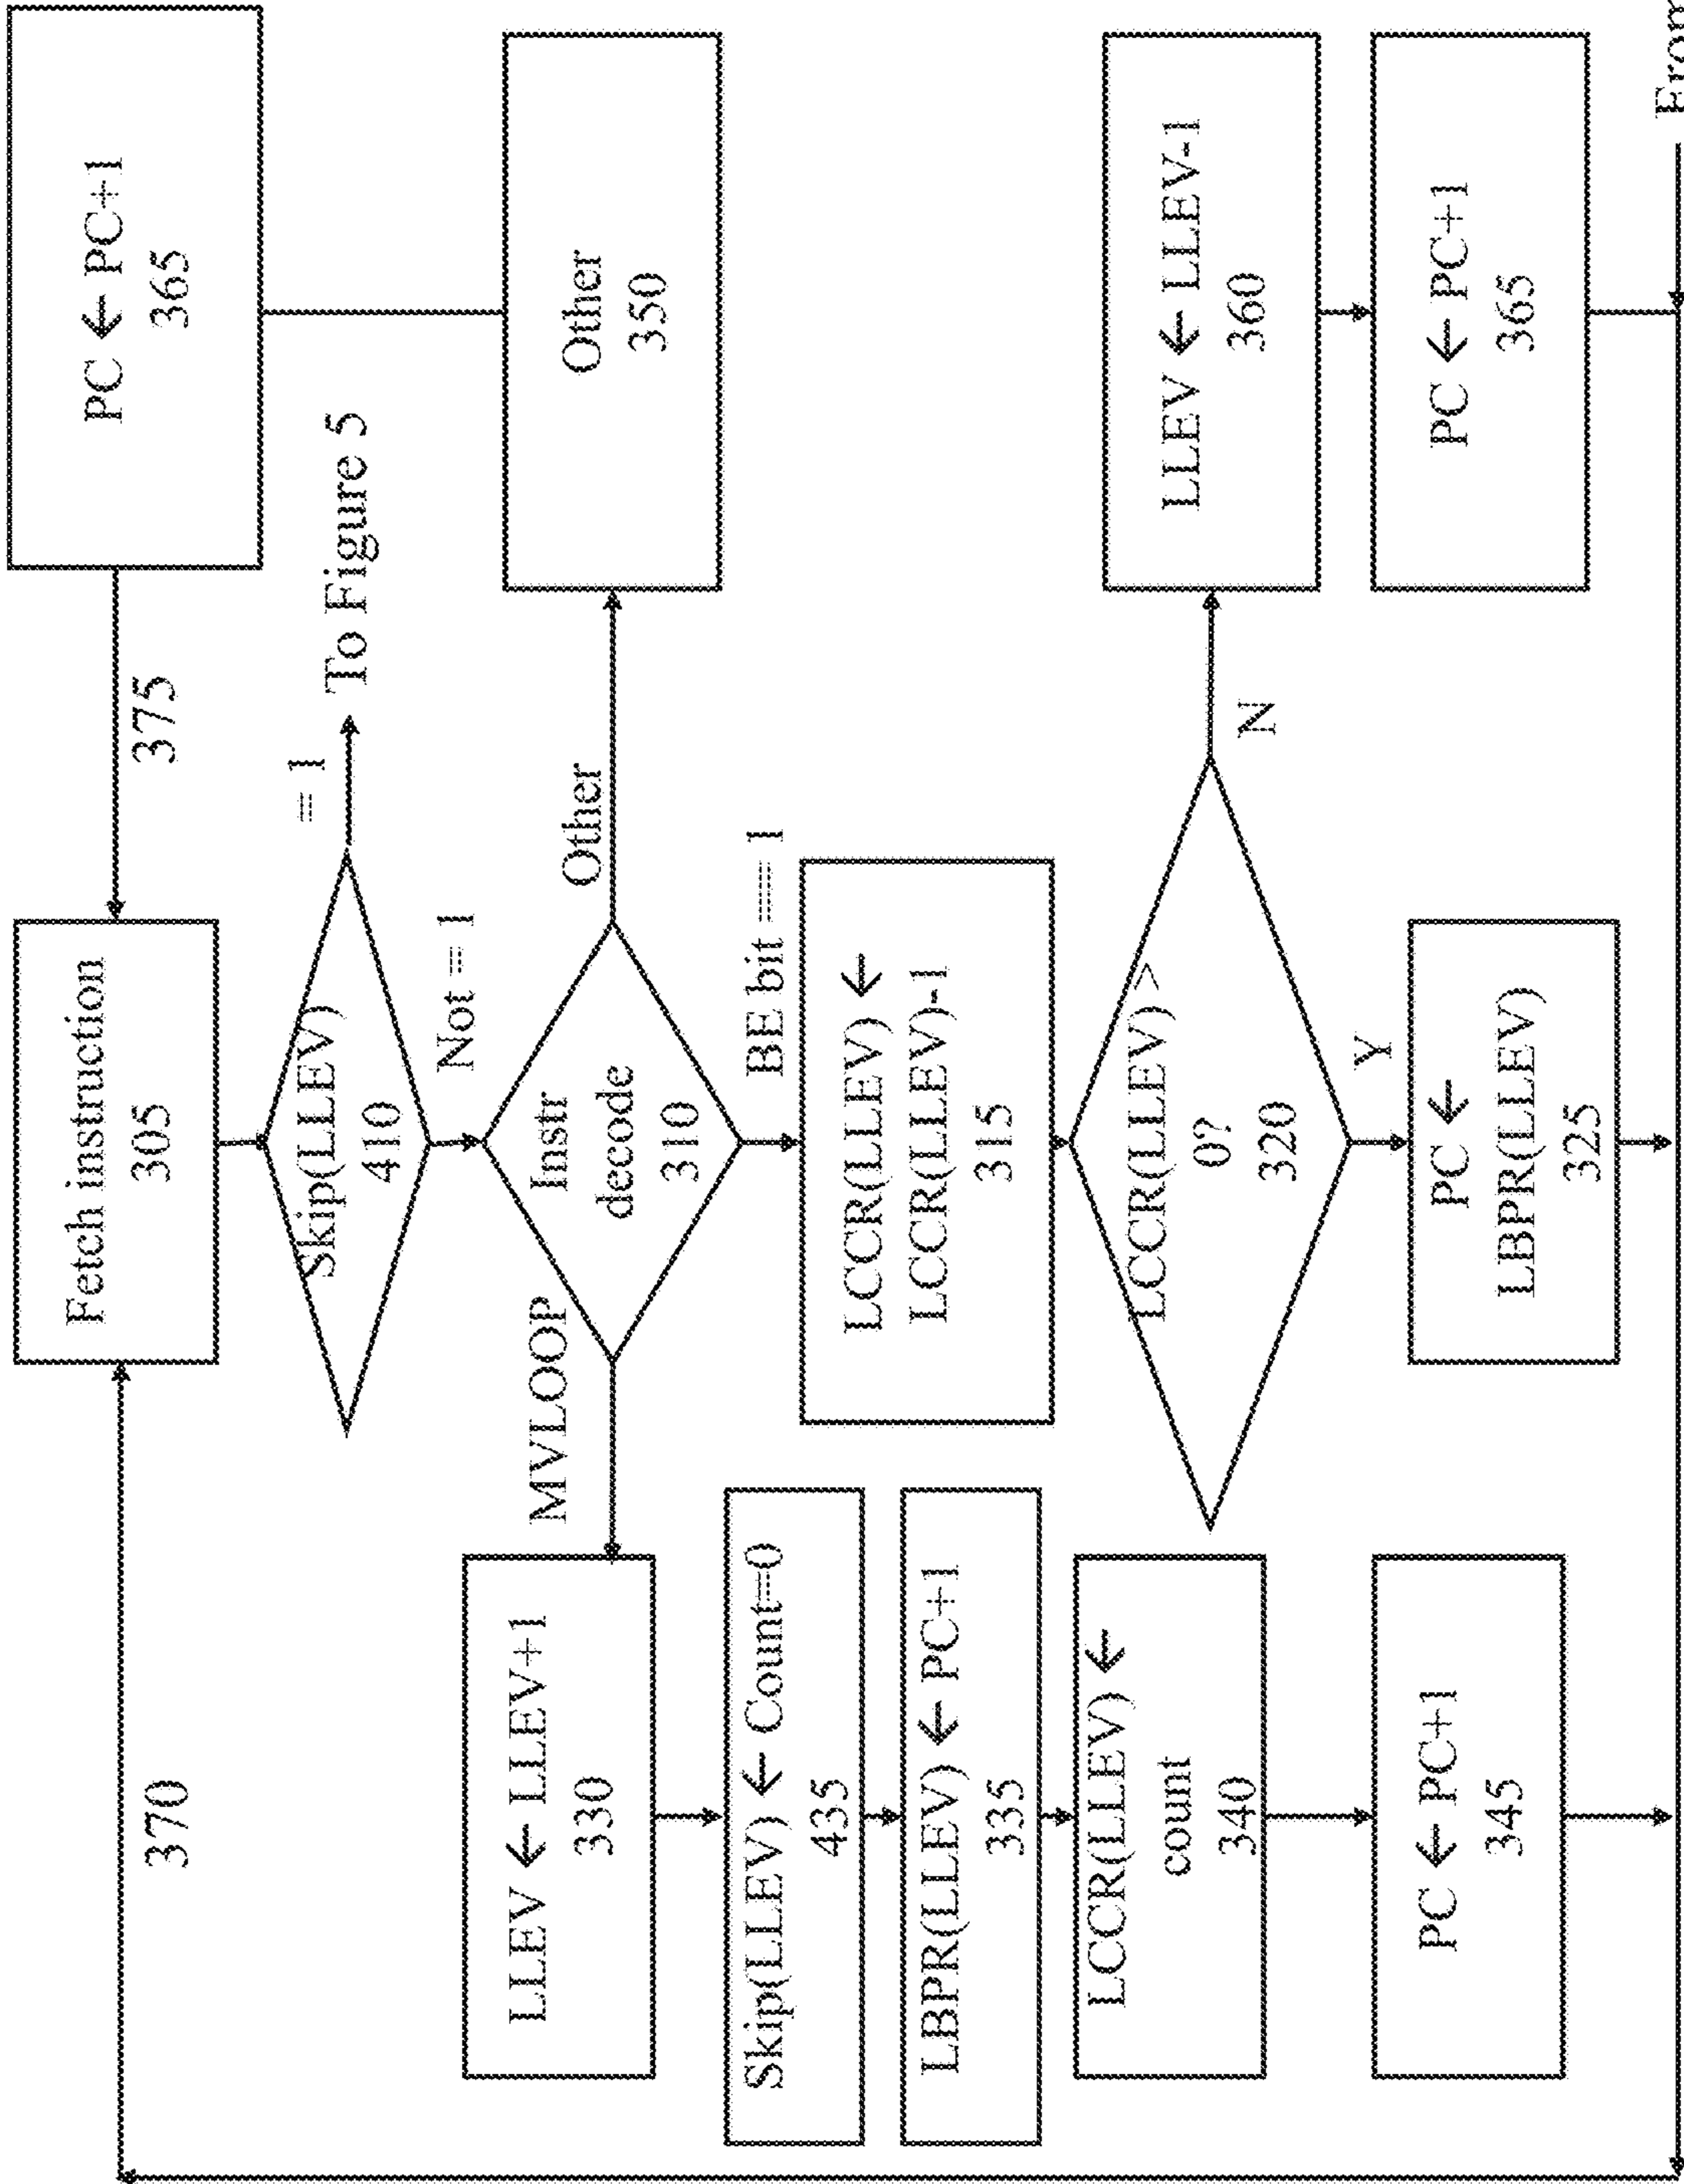 PC ← PC+1
365
375
Fetch instruction
305
370
= 1
To Figure 5
Skip(LLEV)
410
Not = 1
Other
350
Other
Instr
decode
310
MVLOOP
LLEV ← LLEV+1
330
BE bit == 1
Skip(LLEV) ← Count=0
435
LCCR(LLEV) ←
LCCR(LLEV)-1
315
LBPR(LLEV) ← PC+1
335
LCCR(LLEV) >
0?
320
N
LLEV ← LLEV-1
360
LCCR(LLEV) ←
count
340
Y
PC ← PC+1
365
PC ←
LBPR(LLEV)
325
PC ← PC+1
345
From